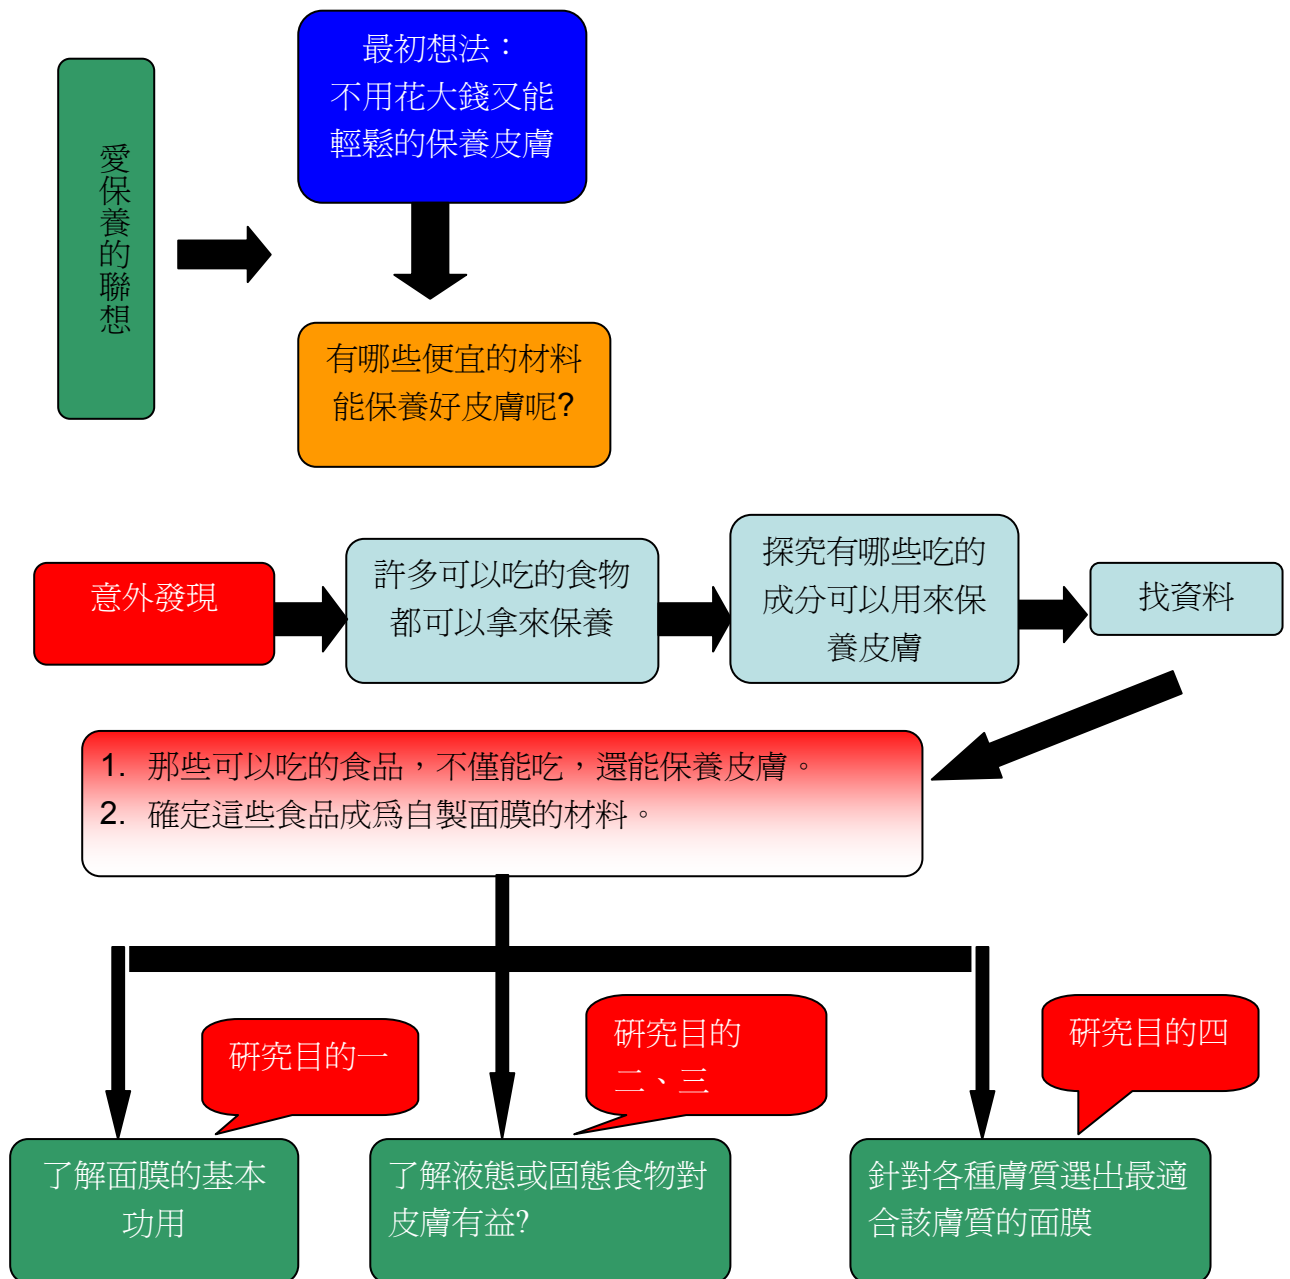 愛保養的聯想
最初想法：
不用花大錢又能
輕鬆的保養皮膚
有哪些便宜的材料
能保養好皮膚呢?
意外發現
許多可以吃的食物
都可以拿來保養
探究有哪些吃的
成分可以用來保
養皮膚
找資料
1. 那些可以吃的食品，不僅能吃，還能保養皮膚。
2. 確定這些食品成為自製面膜的材料。
研究目的一
研究目的
二、三
研究目的四
了解面膜的基本
功用
了解液態或固態食物對
皮膚有益?
針對各種膚質選出最適
合該膚質的面膜